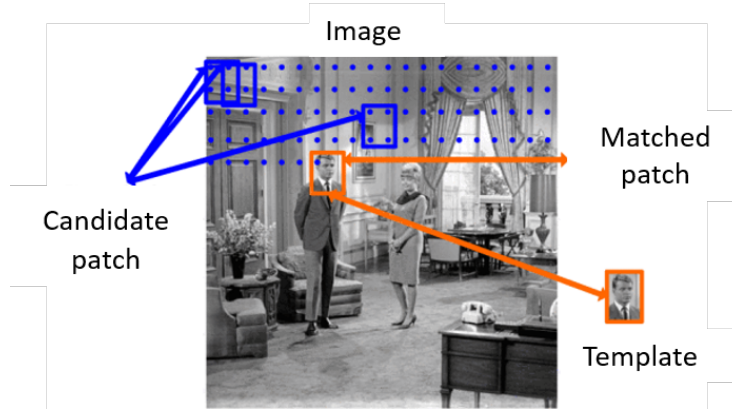 Image
Matched
patch
Candidate
patch
Template